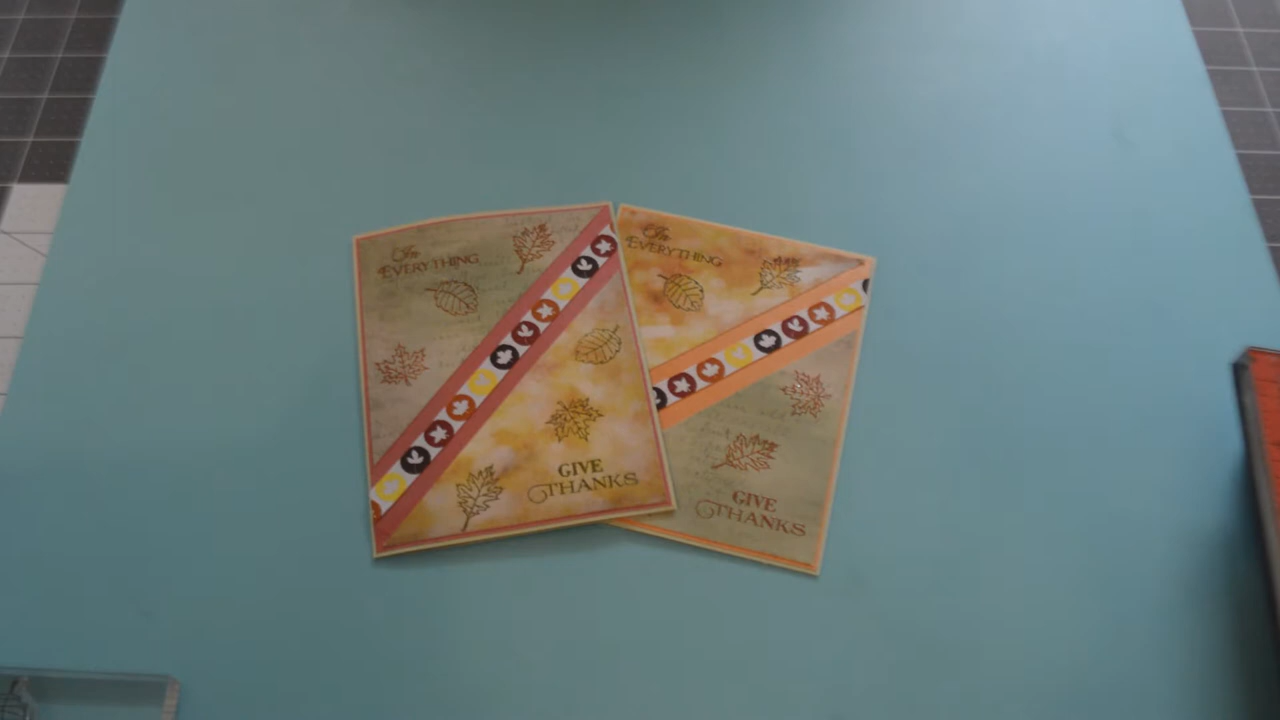 In
EVERYTHING
GIVE
THANKS
In
EVERYTHING
GIVE
THANKS